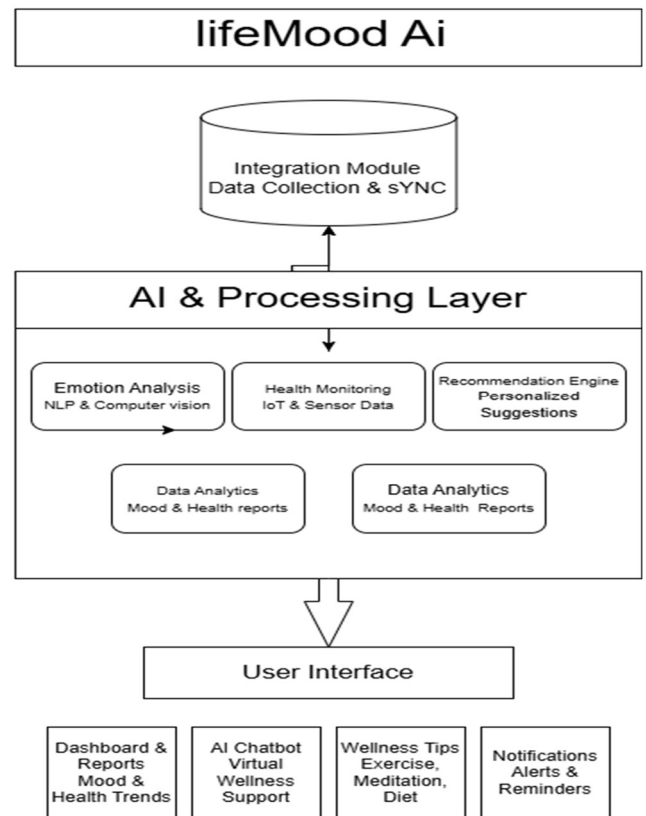 lifeMood Ai
Integration Module
Data Collection & sYNC
AI & Processing Layer
Emotion Analysis
NLP & Computer vision
Health Monitoring
IoT & Sensor Data
Recommendation Engine
Personalized
Suggestions
Data Analytics
Mood & Health reports
Data Analytics
Mood & Health Reports
User Interface
Dashboard &
Reports
Mood &
Health Trends
AI Chatbot
Virtual
Wellness
Support
Wellness Tips
Exercise,
Meditation,
Diet
Notifications
Alerts &
Reminders